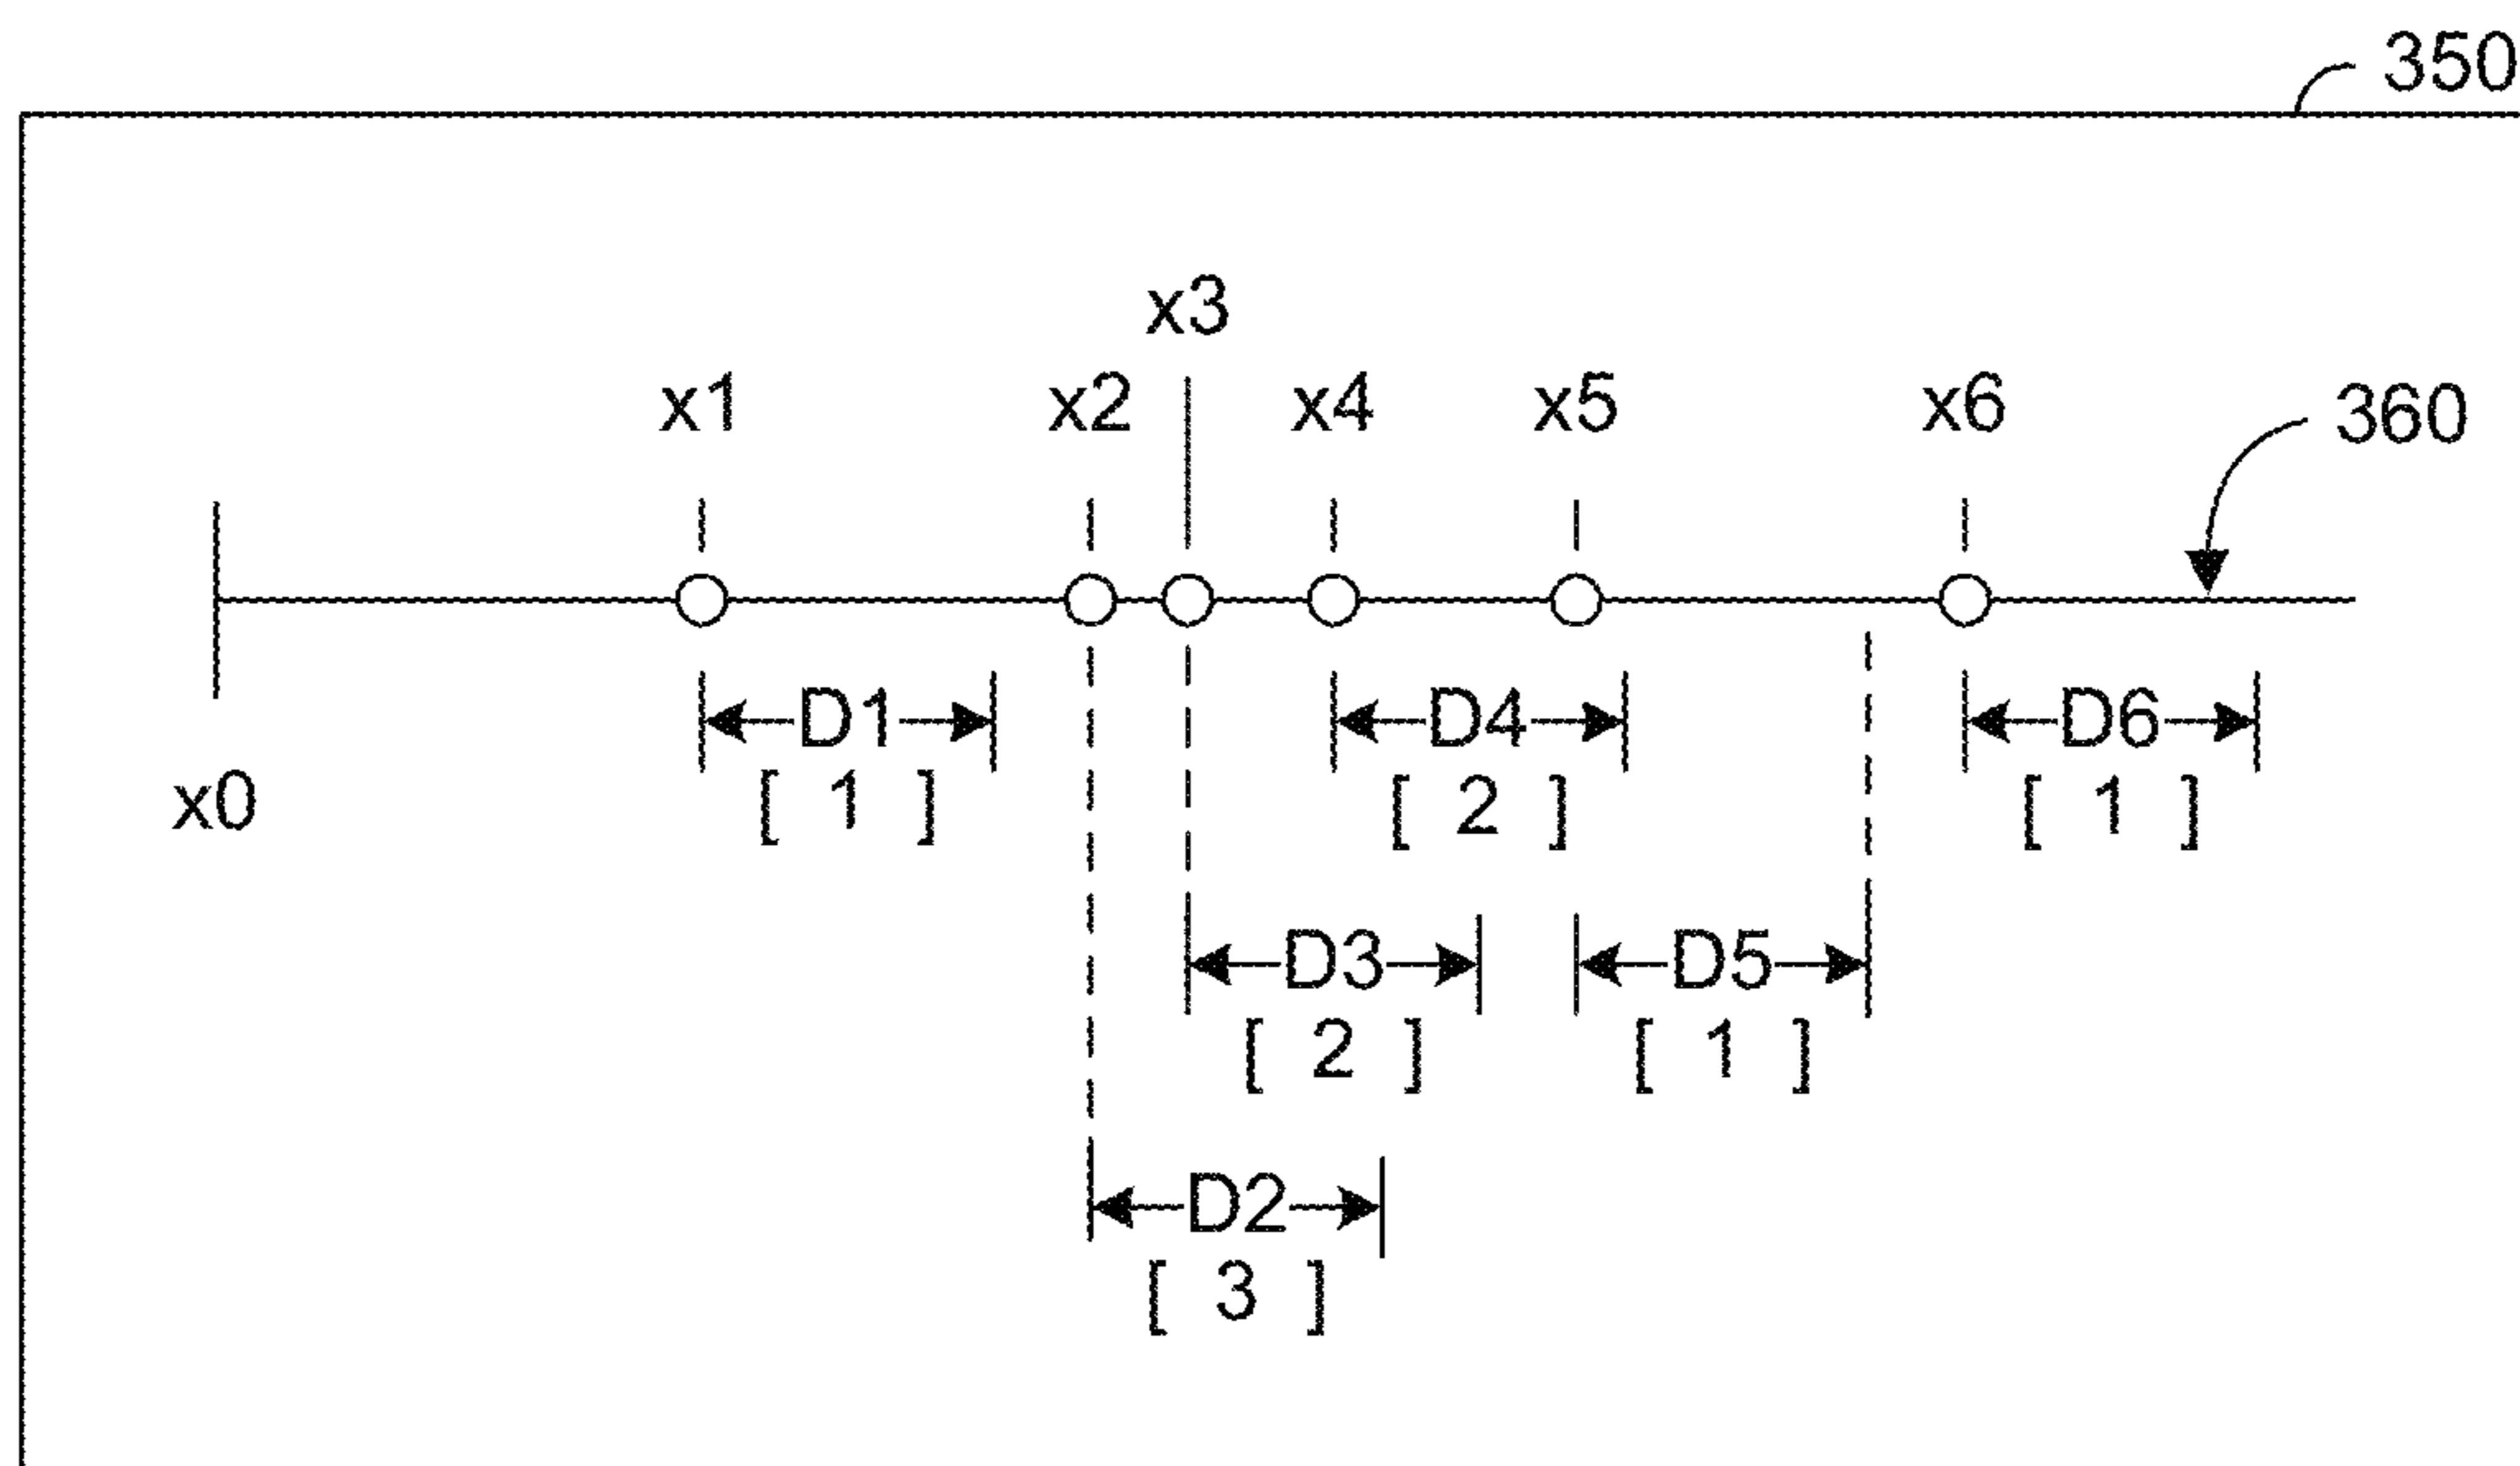 350
x3
x1 x2 x4 x5 x6 360
D1 D4 D6
x0 [ 1 ] [ 2 ] [ 1 ]
D3 D5
[ 2 ] [ 1 ]
D2
[ 3 ]